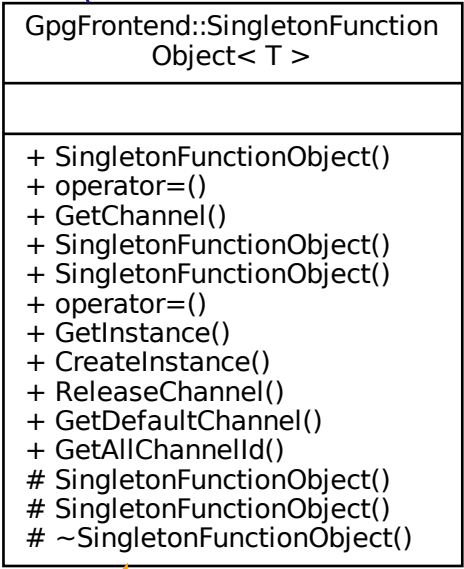 GpgFrontend::SingletonFunction
Object< T >
+ SingletonFunctionObject()
+ operator=()
+ GetChannel()
+ SingletonFunctionObject()
+ SingletonFunctionObject()
+ operator=()
+ GetInstance()
+ CreateInstance()
+ ReleaseChannel()
+ GetDefaultChannel()
+ GetAllChannelId()
# SingletonFunctionObject()
# SingletonFunctionObject()
# ~SingletonFunctionObject()